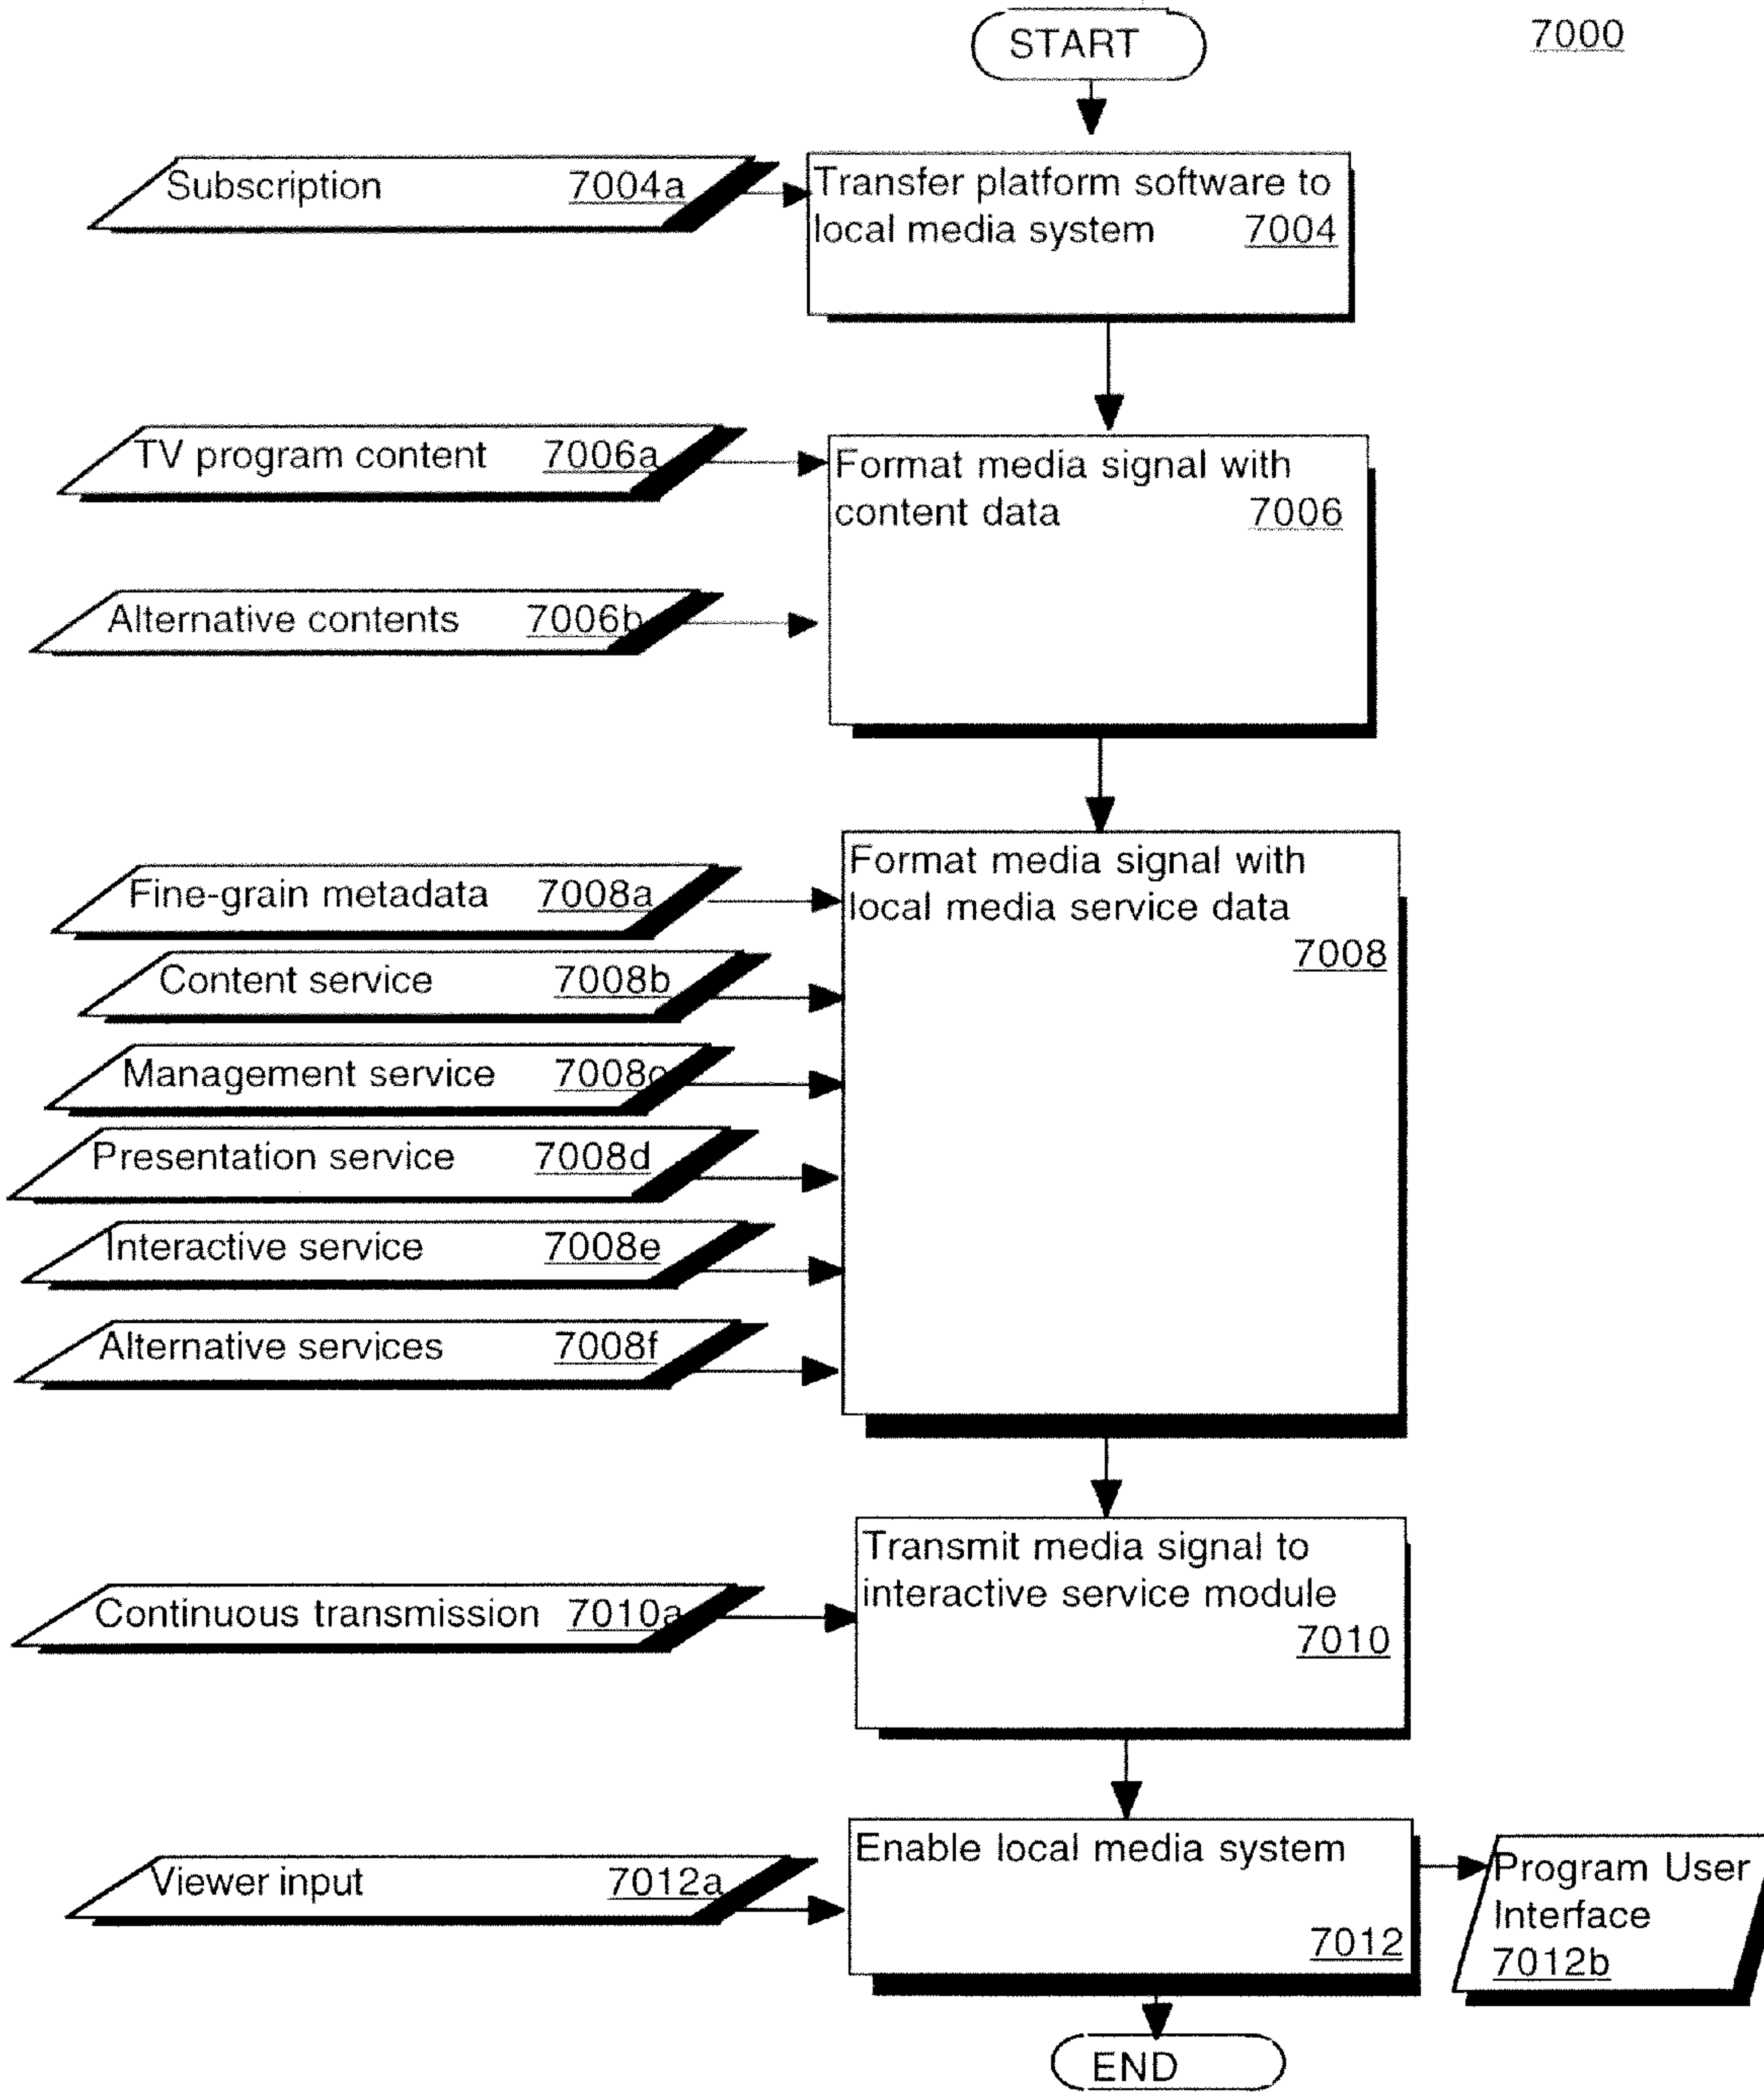 7000
START
Subscription 7004a
Transfer platform software to
local media system 7004
TV program content 7006a
Format media signal with
content data 7006
Alternative contents 7006b
Format media signal with
local media service data
7008
Fine-grain metadata 7008a
Content service 7008b
Management service 7008c
Presentation service 7008d
Interactive service 7008e
Alternative services 7008f
Transmit media signal to
interactive service module
7010
Continuous transmission 7010a
Enable local media system
7012
Viewer input 7012a
Program User
Interface
7012b
END